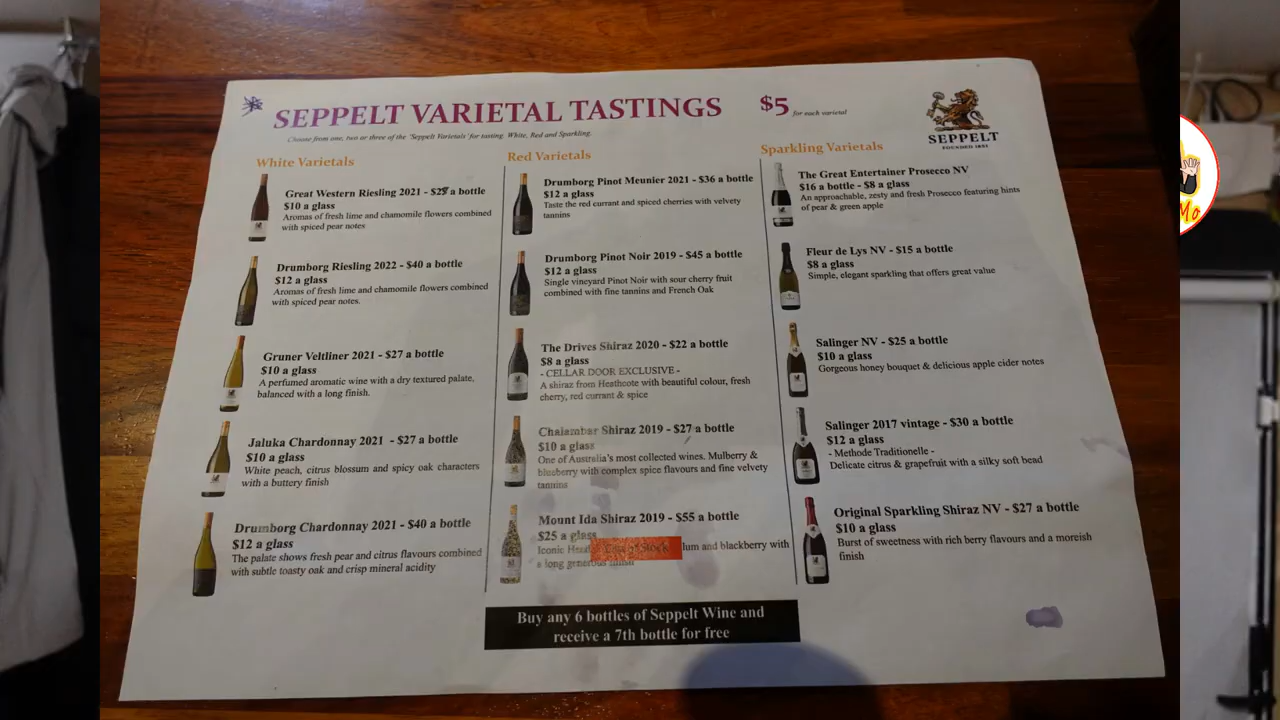 SEPPELT VARIETAL TASTINGS
$5 for each varietal
Choose from one, two or three of the 'Seppelt Varietals' for tasting. White, Red and Sparkling.
SEPPELT
FOUNDED 1851
White Varietals
Great Western Riesling 2021 - $27 a bottle
$10 a glass
Aromas of fresh lime and chamomile flowers combined
with spiced pear notes
Drumborg Riesling 2022 - $40 a bottle
$12 a glass
Aromas of fresh lime and chamomile flowers combined
with spiced pear notes.
Gruner Veltliner 2021 - $27 a bottle
$10 a glass
A perfumed aromatic wine with a dry textured palate,
balanced with a long finish.
Jaluka Chardonnay 2021 - $27 a bottle
$10 a glass
White peach, citrus blossom and spicy oak characters
with a buttery finish
Drumborg Chardonnay 2021 - $40 a bottle
$12 a glass
The palate shows fresh pear and citrus flavours combined
with subtle toasty oak and crisp mineral acidity
Red Varietals
Drumborg Pinot Meunier 2021 - $36 a bottle
$12 a glass
Taste the red currant and spiced cherries with velvety
tannins
Drumborg Pinot Noir 2019 - $45 a bottle
$12 a glass
Single vineyard Pinot Noir with sour cherry fruit
combined with fine tannins and French Oak
The Drives Shiraz 2020 - $22 a bottle
$8 a glass
- CELLAR DOOR EXCLUSIVE -
A shiraz from Heathcote with beautiful colour, fresh
cherry, red currant & spice
Chalambar Shiraz 2019 - $27 a bottle
$10 a glass
One of Australia's most collected wines. Mulberry &
blueberry with complex spice flavours and fine velvety
tannins
Mount Ida Shiraz 2019 - $55 a bottle
$25 a glass
Iconic Out of Stock lum and blackberry with
a long generous finish
Sparkling Varietals
The Great Entertainer Prosecco NV
$16 a bottle - $8 a glass
An approachable, zesty and fresh Prosecco featuring hints
of pear & green apple
Fleur de Lys NV - $15 a bottle
$8 a glass
Simple, elegant sparkling that offers great value
Salinger NV - $25 a bottle
$10 a glass
Gorgeous honey bouquet & delicious apple cider notes
Salinger 2017 vintage - $30 a bottle
$12 a glass
- Methode Traditionelle -
Delicate citrus & grapefruit with a silky soft bead
Original Sparkling Shiraz NV - $27 a bottle
$10 a glass
Burst of sweetness with rich berry flavours and a moreish
finish
Buy any 6 bottles of Seppelt Wine and
receive a 7th bottle for free
Mo